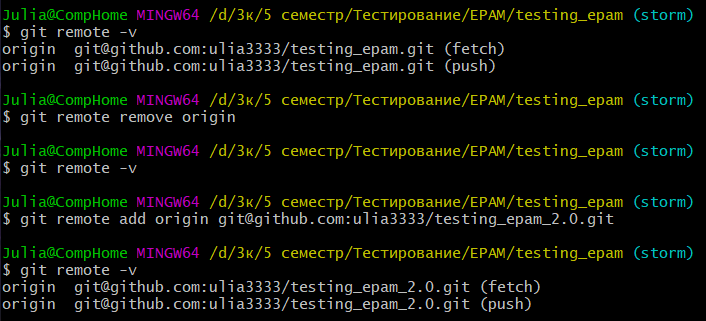 Julia@CompHome MINGW64 /d/3к/5 семестр/Тестирование/EPAM/testing_epam (storm)
$ git remote -v
origin  git@github.com:ulia3333/testing_epam.git (fetch)
origin  git@github.com:ulia3333/testing_epam.git (push)
Julia@CompHome MINGW64 /d/3к/5 семестр/Тестирование/EPAM/testing_epam (storm)
$ git remote remove origin
Julia@CompHome MINGW64 /d/3к/5 семестр/Тестирование/EPAM/testing_epam (storm)
$ git remote -v
Julia@CompHome MINGW64 /d/3к/5 семестр/Тестирование/EPAM/testing_epam (storm)
$ git remote add origin git@github.com:ulia3333/testing_epam_2.0.git
Julia@CompHome MINGW64 /d/3к/5 семестр/Тестирование/EPAM/testing_epam (storm)
$ git remote -v
origin  git@github.com:ulia3333/testing_epam_2.0.git (fetch)
origin  git@github.com:ulia3333/testing_epam_2.0.git (push)